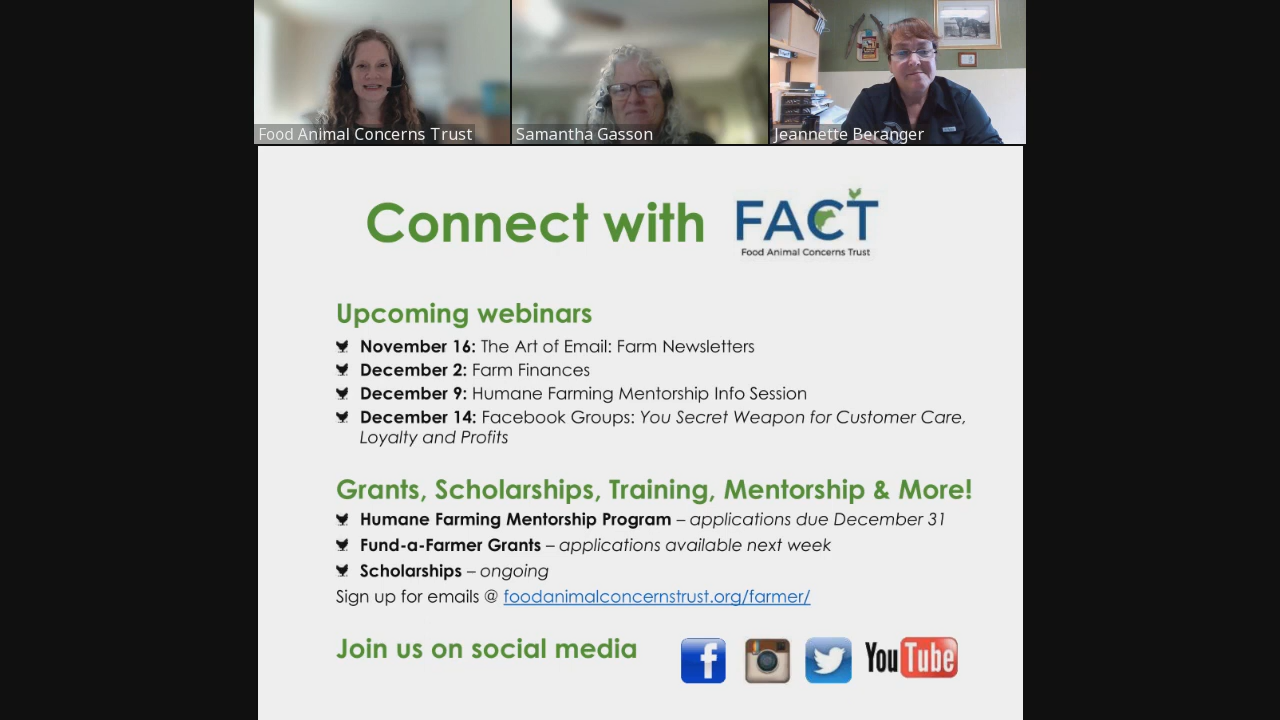 Food Animal Concerns Trust
Samantha Gasson
Jeannette Beranger
Connect with FACT
Food Animal Concerns Trust
Upcoming webinars
November 16: The Art of Email: Farm Newsletters
December 2: Farm Finances
December 9: Humane Farming Mentorship Info Session
December 14: Facebook Groups: You Secret Weapon for Customer Care,
Loyalty and Profits
Grants, Scholarships, Training, Mentorship & More!
Humane Farming Mentorship Program – applications due December 31
Fund-a-Farmer Grants – applications available next week
Scholarships – ongoing
Sign up for emails @ foodanimalconcernstrust.org/farmer/
Join us on social media
f
YouTube